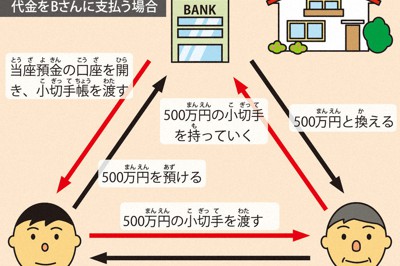 代金をBさんに支払う場合
BANK
当座預金の口座を開
き、小切手帳を渡す
500万円の小切手
を持っていく
500万円と換える
500万円を預ける
500万円の小切手を渡す